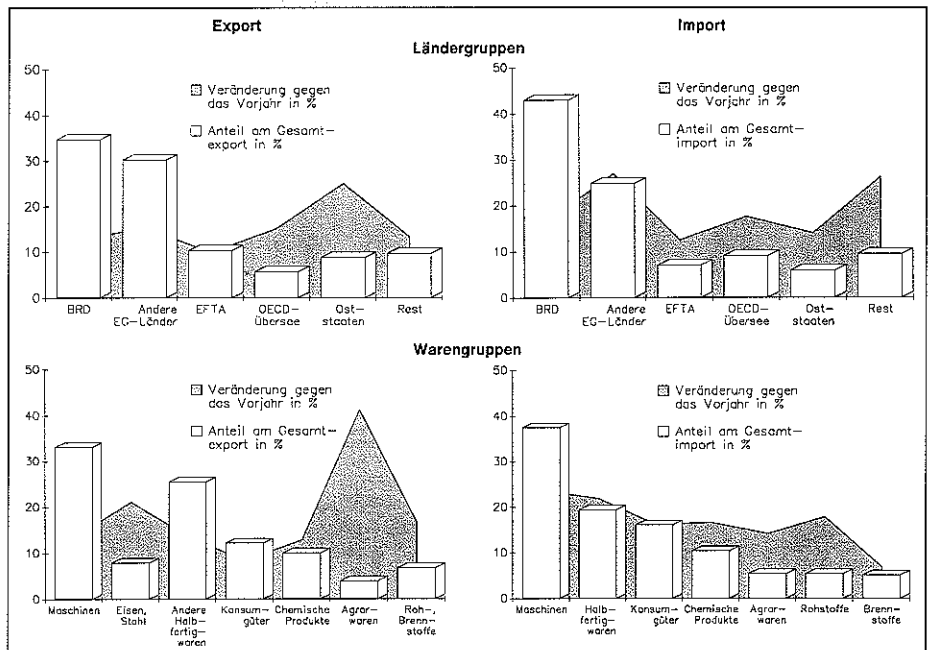 Export
Import
Ländergruppen
50
40
30
20
10
0
Veränderung gegen
das Vorjahr in %
Anteil am Gesamt–
export in %
BRD
Andere
EG–Länder
EFTA
OECD–
Übersee
Ost–
staaten
Rest
50
40
30
20
10
0
Veränderung gegen
das Vorjahr in %
Anteil am Gesamt–
import in %
BRD
Andere
EG–Länder
EFTA
OECD–
Übersee
Ost–
staaten
Rest
Warengruppen
50
40
30
20
10
0
Veränderung gegen
das Vorjahr in %
Anteil am Gesamt–
export in %
Maschinen
Eisen,
Stahl
Andere
Halb–
fertig–
waren
Konsum–
güter
Chemische
Produkte
Agrar–
waren
Roh–,
Brenn–
stoffe
50
40
30
20
10
0
Veränderung gegen
das Vorjahr in %
Anteil am Gesamt–
import in %
Maschinen
Halb–
fertigwaren
Konsum–
güter
Chemische
Produkte
Agrar–
waren
Rohstoffe
Brenn–
stoffe